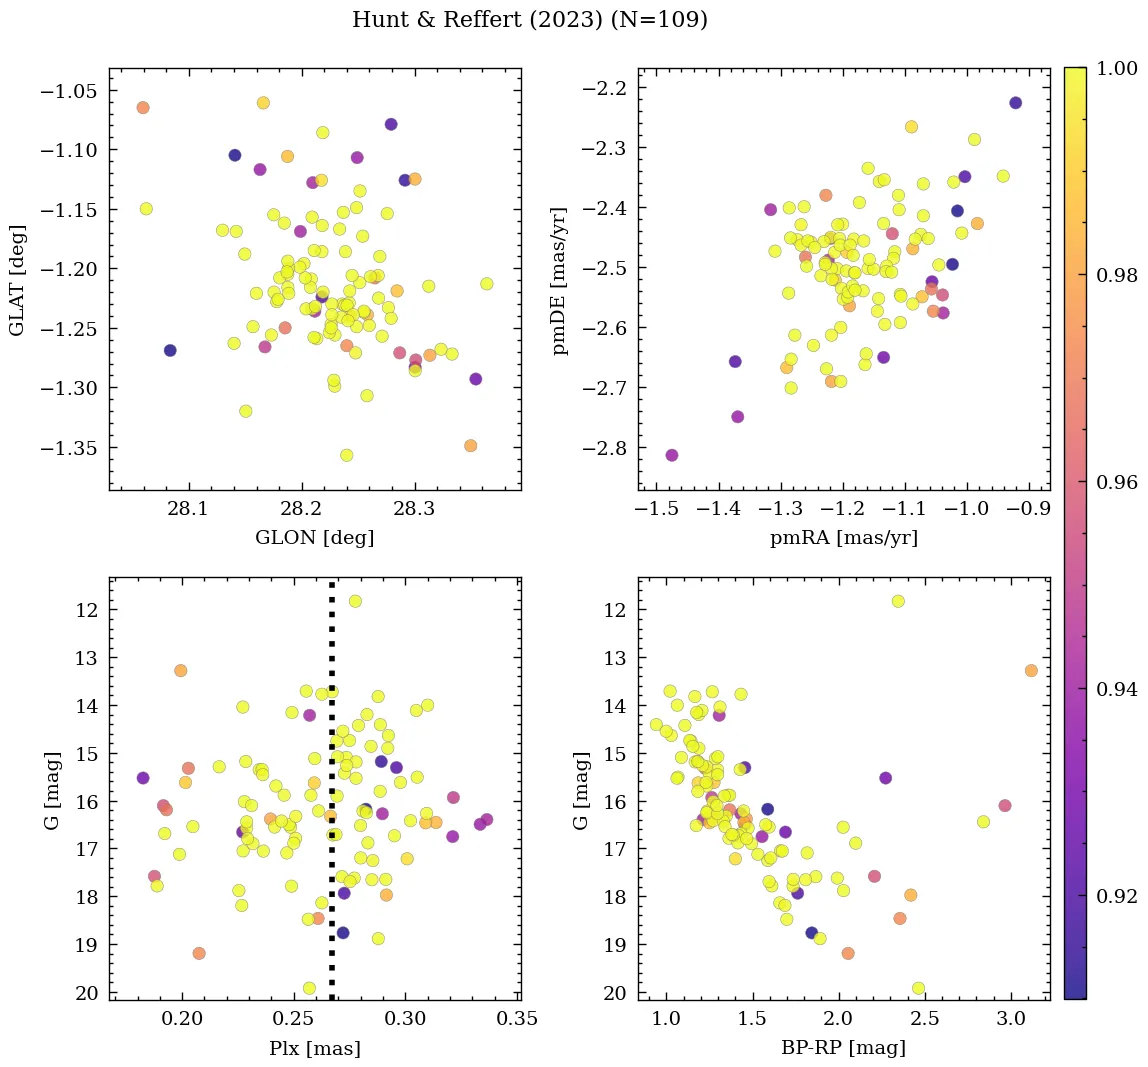 Hunt & Reffert (2023) (N=109)
−1.05
−1.10
−1.15
−1.20
−1.25
−1.30
−1.35
GLAT [deg]
28.1 28.2 28.3
GLON [deg]
−2.2
−2.3
−2.4
−2.5
−2.6
−2.7
−2.8
pmDE [mas/yr]
−1.5 −1.4 −1.3 −1.2 −1.1 −1.0 −0.9
pmRA [mas/yr]
12
13
14
15
16
17
18
19
20
G [mag]
0.20 0.25 0.30 0.35
Plx [mas]
12
13
14
15
16
17
18
19
20
G [mag]
1.0 1.5 2.0 2.5 3.0
BP-RP [mag]
1.00
0.98
0.96
0.94
0.92